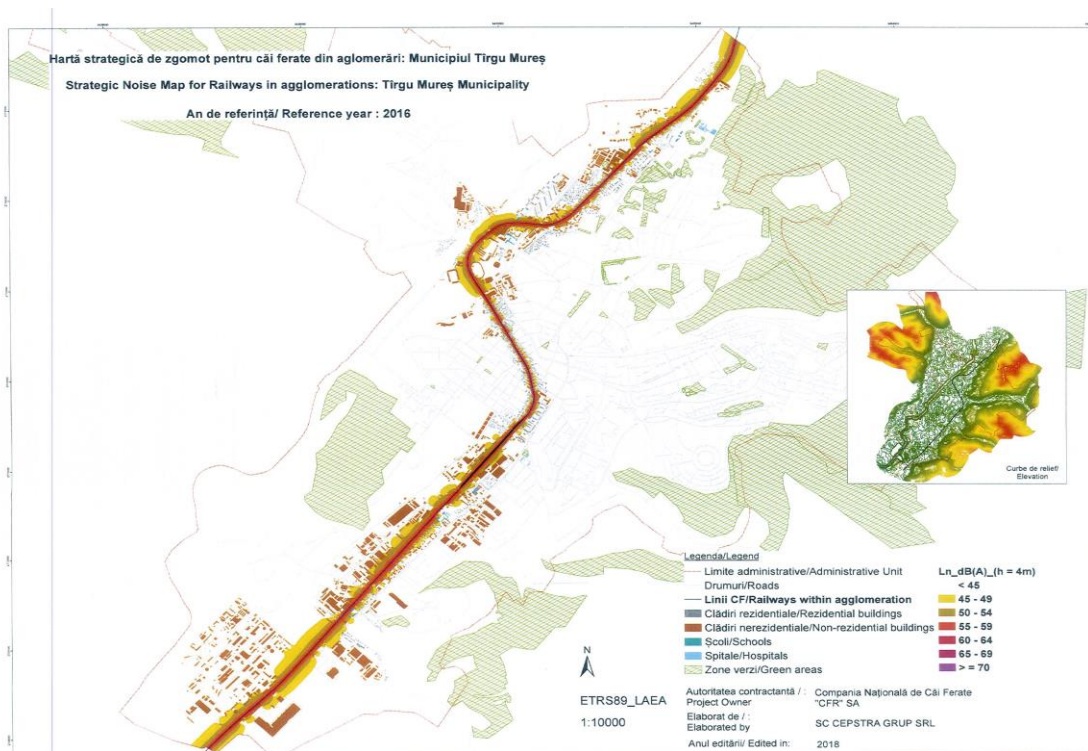 Hartă strategică de zgomot pentru căi ferate din aglomerări: Municipiul Tîrgu Mureș
Strategic Noise Map for Railways in agglomerations: Tîrgu Mureș Municipality
An de referința/ Reference year : 2016
Curbe de relief/
Elevation
Legenda/Legend
Limite administrative/Administrative Unit
Drumuri/Roads
Linii CF/Railways within agglomeration
Clădiri rezidentiale/Rezidential buildings
Clădiri nerezidentiale/Non-rezidential buildings
Școli/Schools
Spitale/Hospitals
Zone verzi/Green areas
Ln_dB(A)_(h = 4m)
< 45
45 - 49
50 - 54
55 - 59
60 - 64
65 - 69
> = 70
N
ETRS89_LAEA
1:10000
Autoritatea contractantă / :
Project Owner
Compania Națională de Căi Ferate
"CFR" SA
Elaborat de / :
Elaborated by
SC CEPSTRA GRUP SRL
Anul editării/ Edited in:
2018